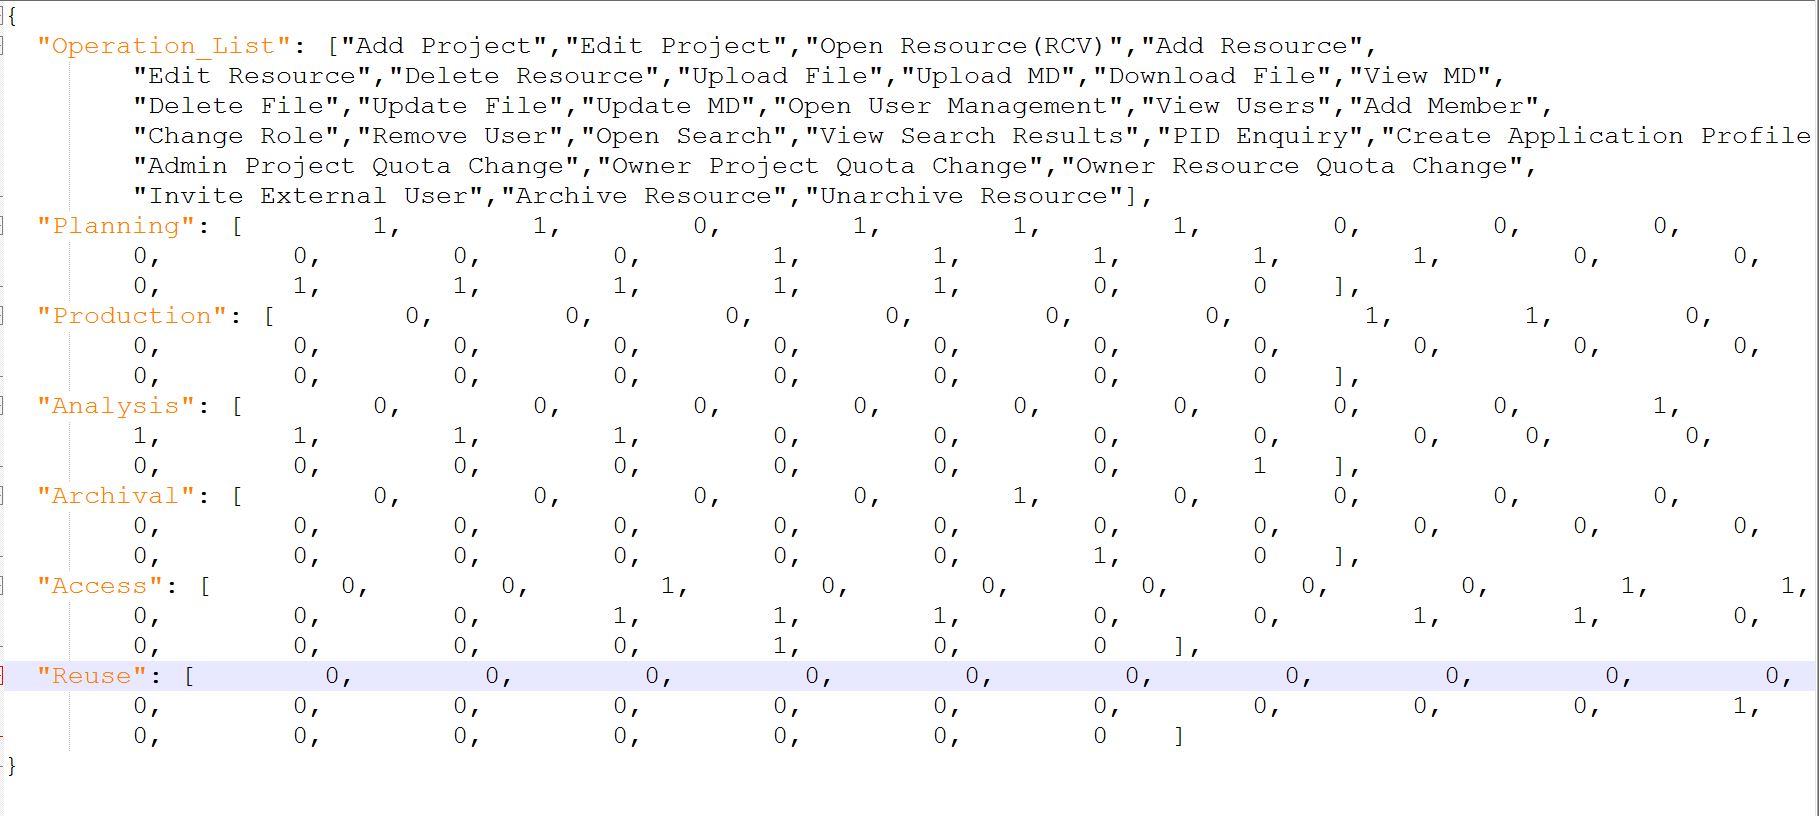 {
"Operation_List": ["Add Project","Edit Project","Open Resource(RCV)","Add Resource",
"Edit Resource","Delete Resource","Upload File","Upload MD","Download File","View MD",
"Delete File","Update File","Update MD","Open User Management","View Users","Add Member",
"Change Role","Remove User","Open Search","View Search Results","PID Enquiry","Create Application Profile
"Admin Project Quota Change","Owner Project Quota Change","Owner Resource Quota Change",
"Invite External User","Archive Resource","Unarchive Resource"],
"Planning": [ 1, 1, 0, 1, 1, 1, 0, 0, 0,
0, 0, 0, 0, 1, 1, 1, 1, 1, 0, 0,
0, 1, 1, 1, 1, 1, 0, 0 ],
"Production": [ 0, 0, 0, 0, 0, 0, 1, 1, 0,
0, 0, 0, 0, 0, 0, 0, 0, 0, 0, 0,
0, 0, 0, 0, 0, 0, 0, 0 ],
"Analysis": [ 0, 0, 0, 0, 0, 0, 0, 0, 1,
1, 1, 1, 1, 0, 0, 0, 0, 0, 0, 0,
0, 0, 0, 0, 0, 0, 0, 1 ],
"Archival": [ 0, 0, 0, 0, 1, 0, 0, 0, 0,
0, 0, 0, 0, 0, 0, 0, 0, 0, 0, 0,
0, 0, 0, 0, 0, 0, 1, 0 ],
"Access": [ 0, 0, 1, 0, 0, 0, 0, 0, 1, 1,
0, 0, 0, 1, 1, 1, 0, 0, 1, 1, 0,
0, 0, 0, 0, 1, 0, 0 ],
"Reuse": [ 0, 0, 0, 0, 0, 0, 0, 0, 0, 0,
0, 0, 0, 0, 0, 0, 0, 0, 0, 0, 1,
0, 0, 0, 0, 0, 0, 0 ]
}